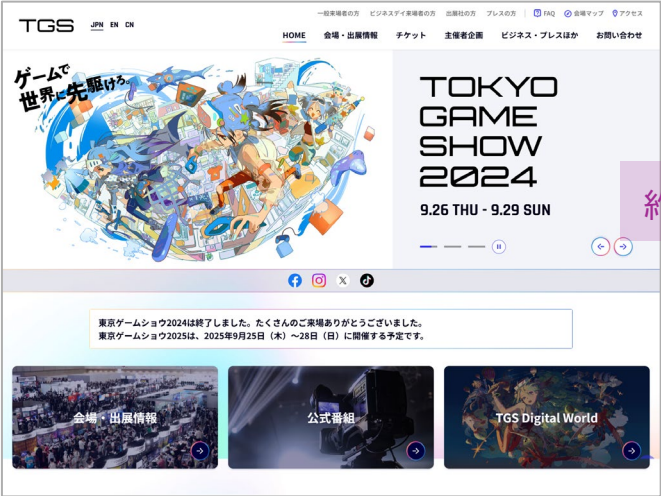 TGS
JPN EN CN
一般来場者の方 ビジネスデイ来場者の方 出展社の方 プレスの方 FAQ 会場マップ アクセス
HOME 会場・出展情報 チケット 主催者企画 ビジネス・プレスほか お問い合わせ
ゲームで
世界に先駆けろ。
TOKYO
GAME
SHOW
2024
9.26 THU - 9.29 SUN
東京ゲームショウ2024は終了しました。たくさんのご来場ありがとうございました。
東京ゲームショウ2025は、2025年9月25日（木）～28日（日）に開催する予定です。
会場・出展情報
公式番組
TGS Digital World